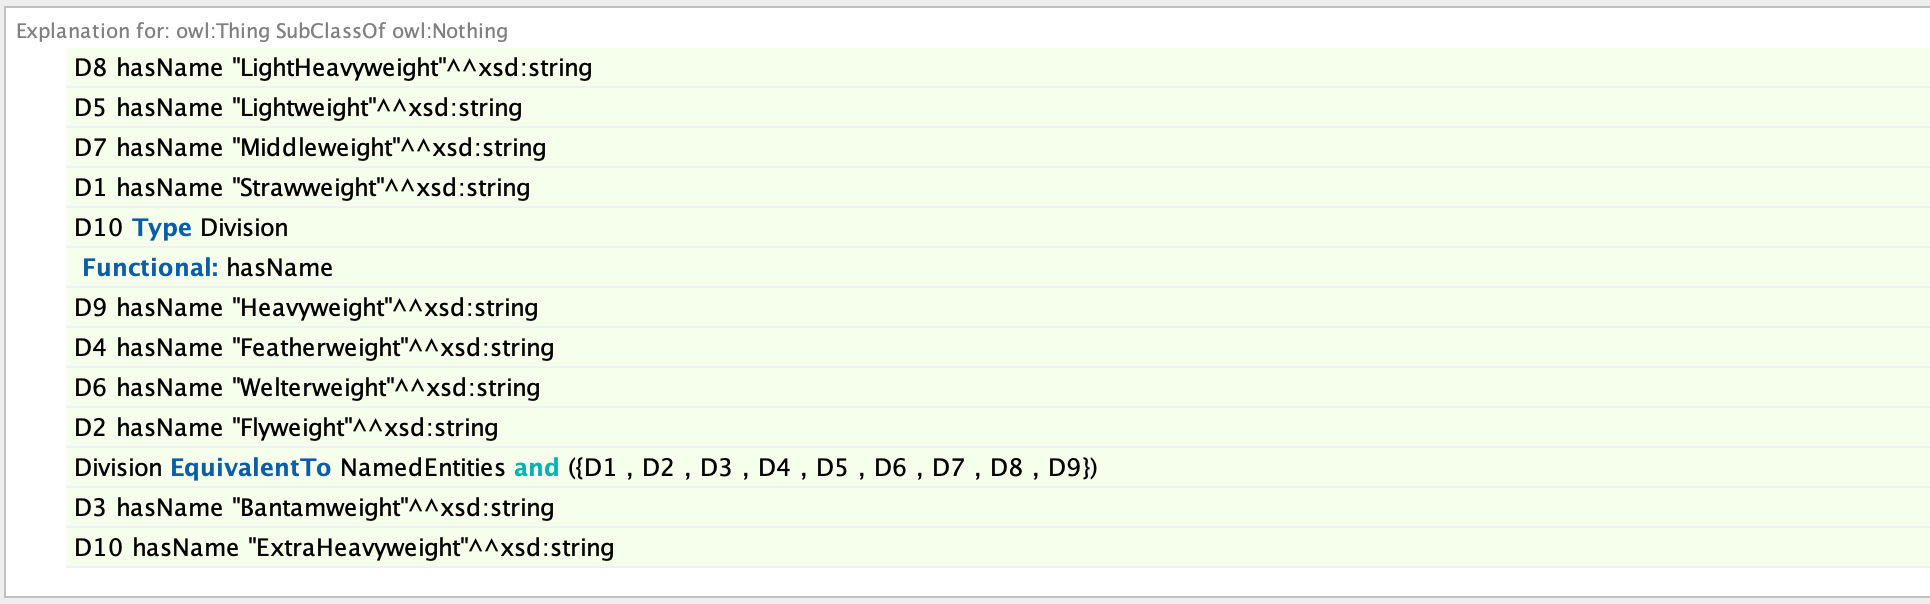 Explanation for: owl:Thing SubClassOf owl:Nothing
D8 hasName "LightHeavyweight"^^xsd:string
D5 hasName "Lightweight"^^xsd:string
D7 hasName "Middleweight"^^xsd:string
D1 hasName "Strawweight"^^xsd:string
D10 Type Division
Functional: hasName
D9 hasName "Heavyweight"^^xsd:string
D4 hasName "Featherweight"^^xsd:string
D6 hasName "Welterweight"^^xsd:string
D2 hasName "Flyweight"^^xsd:string
Division EquivalentTo NamedEntities and ({D1 , D2 , D3 , D4 , D5 , D6 , D7 , D8 , D9})
D3 hasName "Bantamweight"^^xsd:string
D10 hasName "ExtraHeavyweight"^^xsd:string